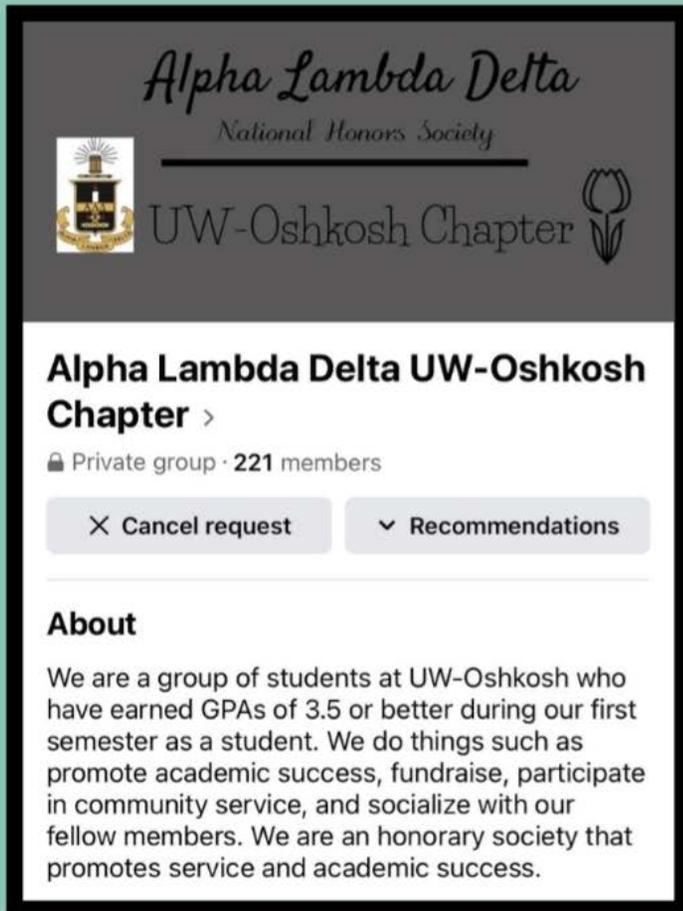 Alpha Lambda Delta
National Honors Society
UW-Oshkosh Chapter
Alpha Lambda Delta UW-Oshkosh
Chapter >
Private group · 221 members
Cancel request
Recommendations
About
We are a group of students at UW-Oshkosh who
have earned GPAs of 3.5 or better during our first
semester as a student. We do things such as
promote academic success, fundraise, participate
in community service, and socialize with our
fellow members. We are an honorary society that
promotes service and academic success.